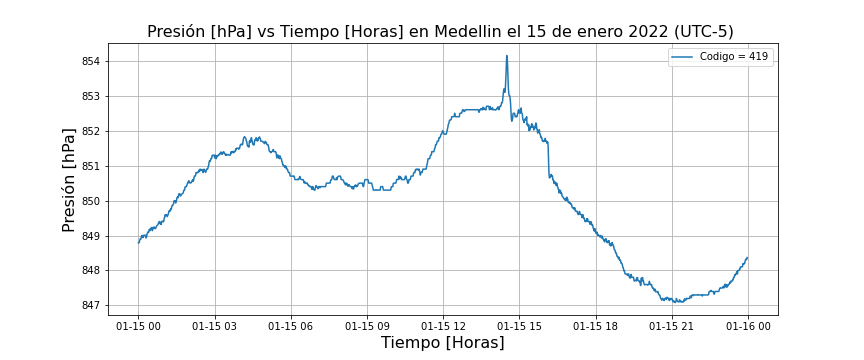 Presión [hPa] vs Tiempo [Horas] en Medellin el 15 de enero 2022 (UTC-5)
Codigo = 419
Presión [hPa]
854
853
852
851
850
849
848
847
01-15 00 01-15 03 01-15 06 01-15 09 01-15 12 01-15 15 01-15 18 01-15 21 01-16 00
Tiempo [Horas]